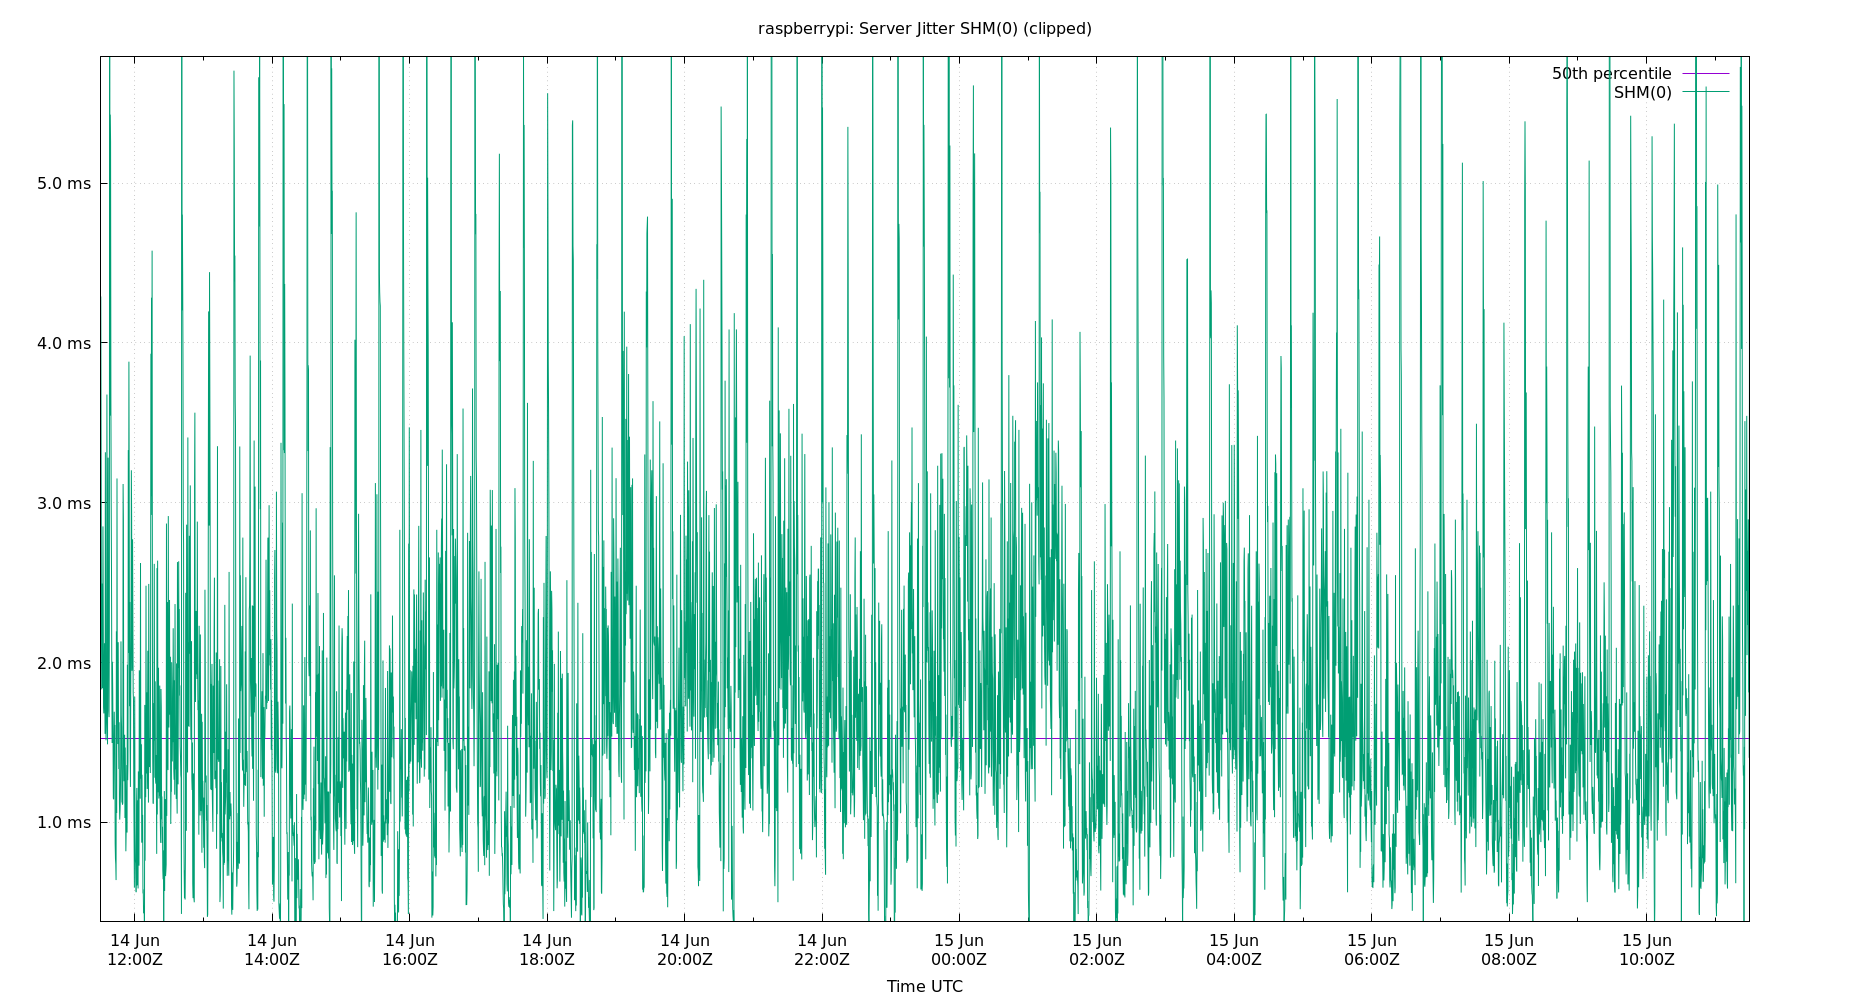 raspberrypi: Server Jitter SHM(0) (clipped)
50th percentile
SHM(0)
5.0 ms
4.0 ms
3.0 ms
2.0 ms
1.0 ms
14 Jun 14 Jun 14 Jun 14 Jun 14 Jun 14 Jun 15 Jun 15 Jun 15 Jun 15 Jun 15 Jun 15 Jun
12:00Z 14:00Z 16:00Z 18:00Z 20:00Z 22:00Z 00:00Z 02:00Z 04:00Z 06:00Z 08:00Z 10:00Z
Time UTC